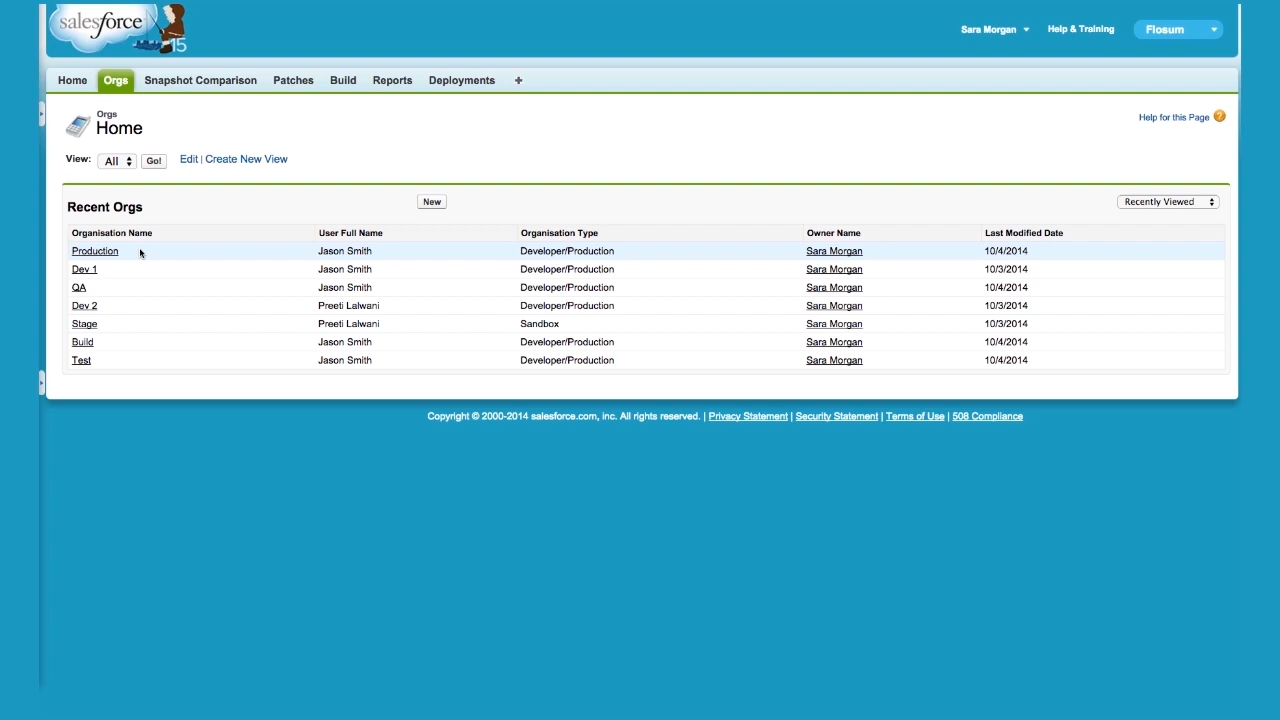 salesforce
15
Sara Morgan Help & Training Flosum
Home Orgs Snapshot Comparison Patches Build Reports Deployments +
Orgs
Home
Help for this Page ?
View: All Go! Edit | Create New View
Recent Orgs New Recently Viewed
Organisation Name User Full Name Organisation Type Owner Name Last Modified Date
Production Jason Smith Developer/Production Sara Morgan 10/4/2014
Dev 1 Jason Smith Developer/Production Sara Morgan 10/3/2014
QA Jason Smith Developer/Production Sara Morgan 10/4/2014
Dev 2 Preeti Lalwani Developer/Production Sara Morgan 10/3/2014
Stage Preeti Lalwani Sandbox Sara Morgan 10/3/2014
Build Jason Smith Developer/Production Sara Morgan 10/4/2014
Test Jason Smith Developer/Production Sara Morgan 10/4/2014
Copyright © 2000-2014 salesforce.com, inc. All rights reserved. | Privacy Statement | Security Statement | Terms of Use | 508 Compliance